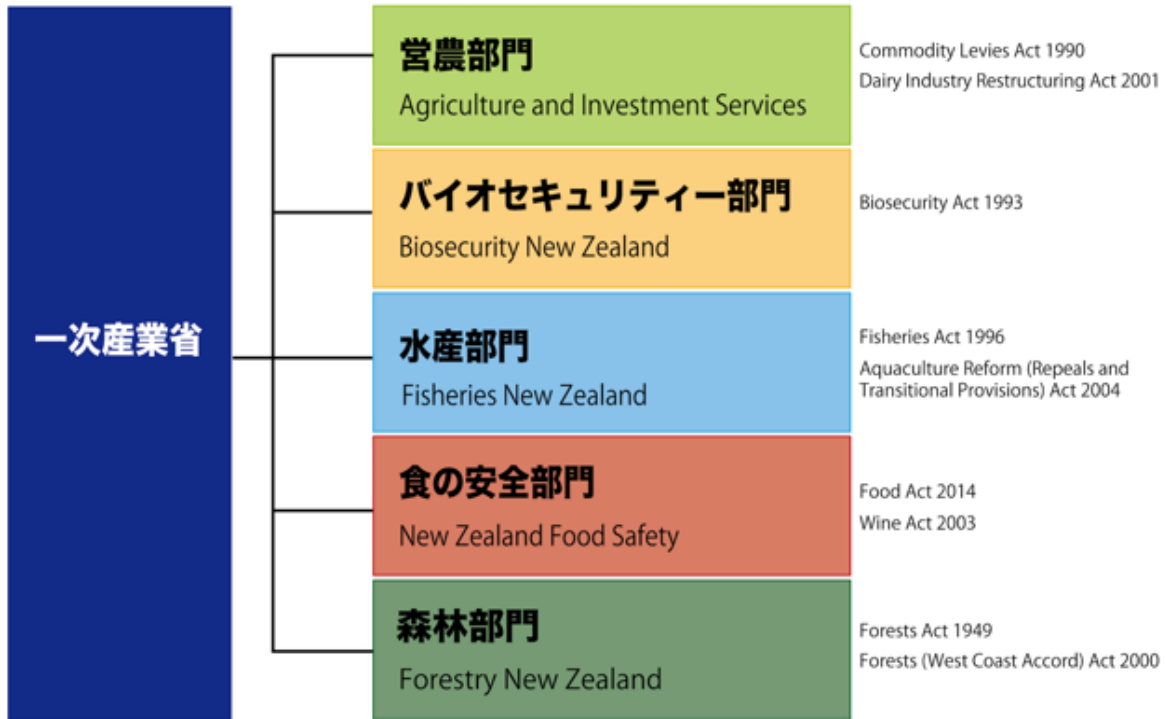 一次産業省
営農部門
Agriculture and Investment Services
Commodity Levies Act 1990
Dairy Industry Restructuring Act 2001
バイオセキュリティー部門
Biosecurity New Zealand
Biosecurity Act 1993
水産部門
Fisheries New Zealand
Fisheries Act 1996
Aquaculture Reform (Repeals and
Transitional Provisions) Act 2004
食の安全部門
New Zealand Food Safety
Food Act 2014
Wine Act 2003
森林部門
Forestry New Zealand
Forests Act 1949
Forests (West Coast Accord) Act 2000